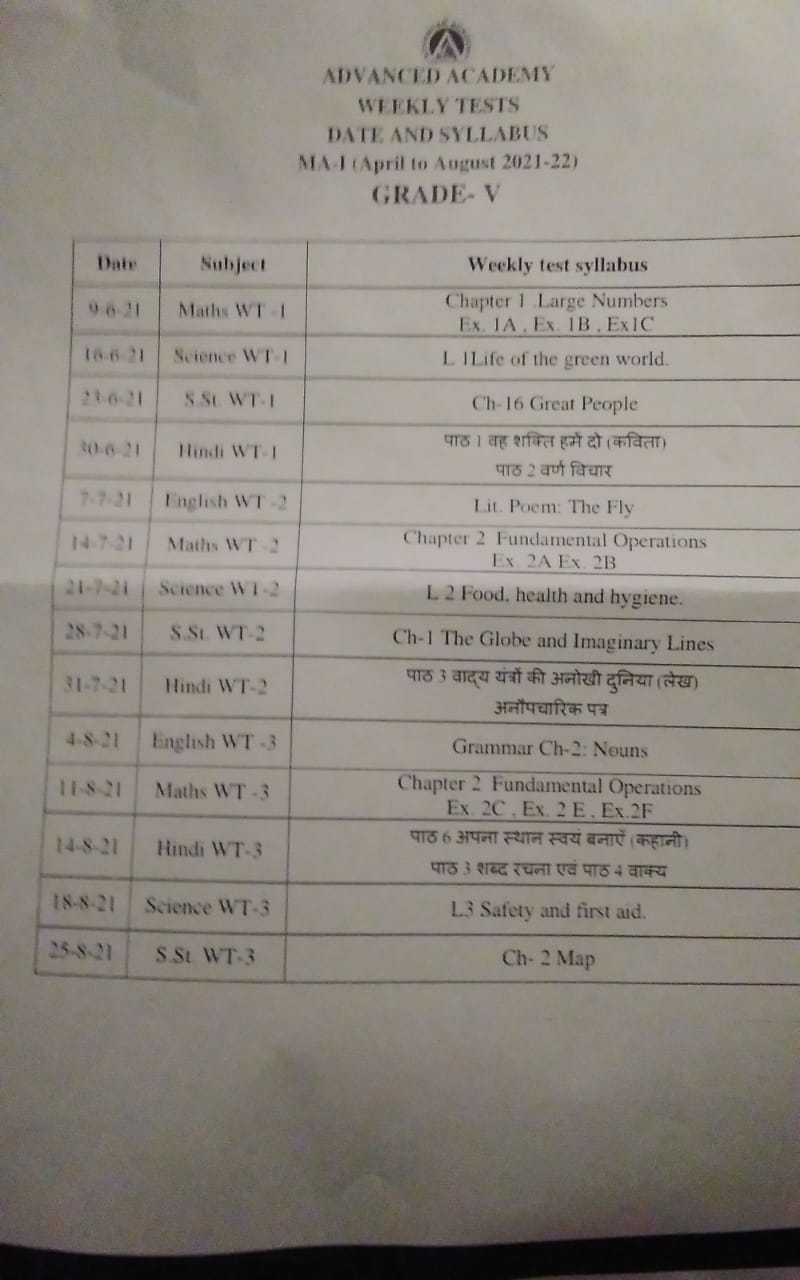 ADVANCED ACADEMY
WEEKLY TESTS
DATE AND SYLLABUS
MA-I (April to August 2021-22)
GRADE- V
Date Subject Weekly test syllabus
9-6-21 Maths WT -1 Chapter 1 .Large Numbers
Ex. 1A , Ex. 1B , Ex1C
16-6-21 Science WT-1 L 1Life of the green world.
23-6-21 S.St. WT-1 Ch-16 Great People
30-6-21 Hindi WT-1 पाठ 1 वह शक्ति हमें दो (कविता)
पाठ 2 वर्ण विचार
7-7-21 English WT -2 Lit. Poem: The Fly
14-7-21 Maths WT -2 Chapter 2 Fundamental Operations
Ex. 2A Ex. 2B
21-7-21 Science WT-2 L 2 Food, health and hygiene.
28-7-21 S.St. WT-2 Ch-1 The Globe and Imaginary Lines
31-7-21 Hindi WT-2 पाठ 3 वाद्य यंत्रों की अनोखी दुनिया (लेख)
अनौपचारिक पत्र
4-8-21 English WT -3 Grammar Ch-2: Nouns
11-8-21 Maths WT -3 Chapter 2 Fundamental Operations
Ex. 2C , Ex. 2 E , Ex.2F
14-8-21 Hindi WT-3 पाठ 6 अपना स्थान स्वयं बनाएँ (कहानी)
पाठ 3 शब्द रचना एवं पाठ 4 वाक्य
18-8-21 Science WT-3 L3 Safety and first aid.
25-8-21 S.St. WT-3 Ch- 2 Map